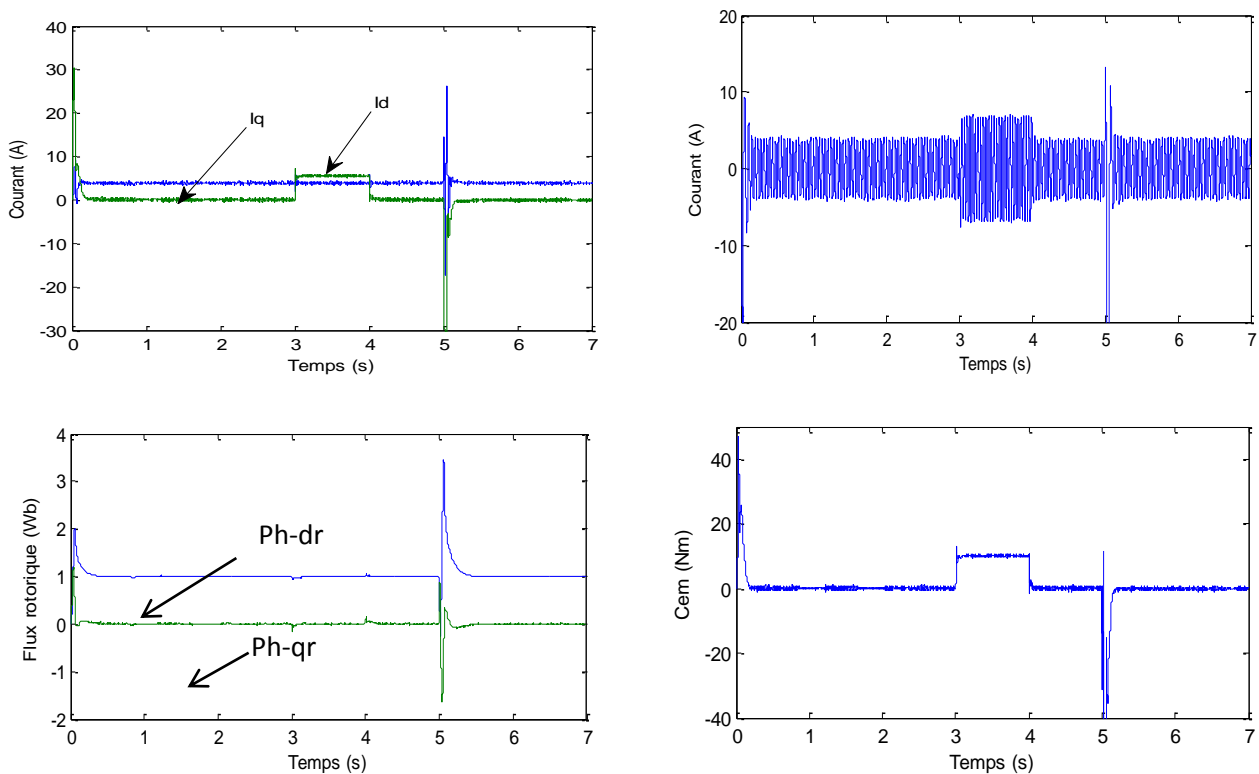 40
30
20
10
0
-10
-20
-30
Courant (A)
Iq
Id
0 1 2 3 4 5 6 7
Temps (s)
20
10
0
-10
-20
Courant (A)
0 1 2 3 4 5 6 7
Temps (s)
4
3
2
1
0
-1
-2
Flux rotorique (Wb)
Ph-dr
Ph-qr
0 1 2 3 4 5 6 7
Temps (s)
40
20
0
-20
-40
Cem (Nm)
0 1 2 3 4 5 6 7
Temps (s)